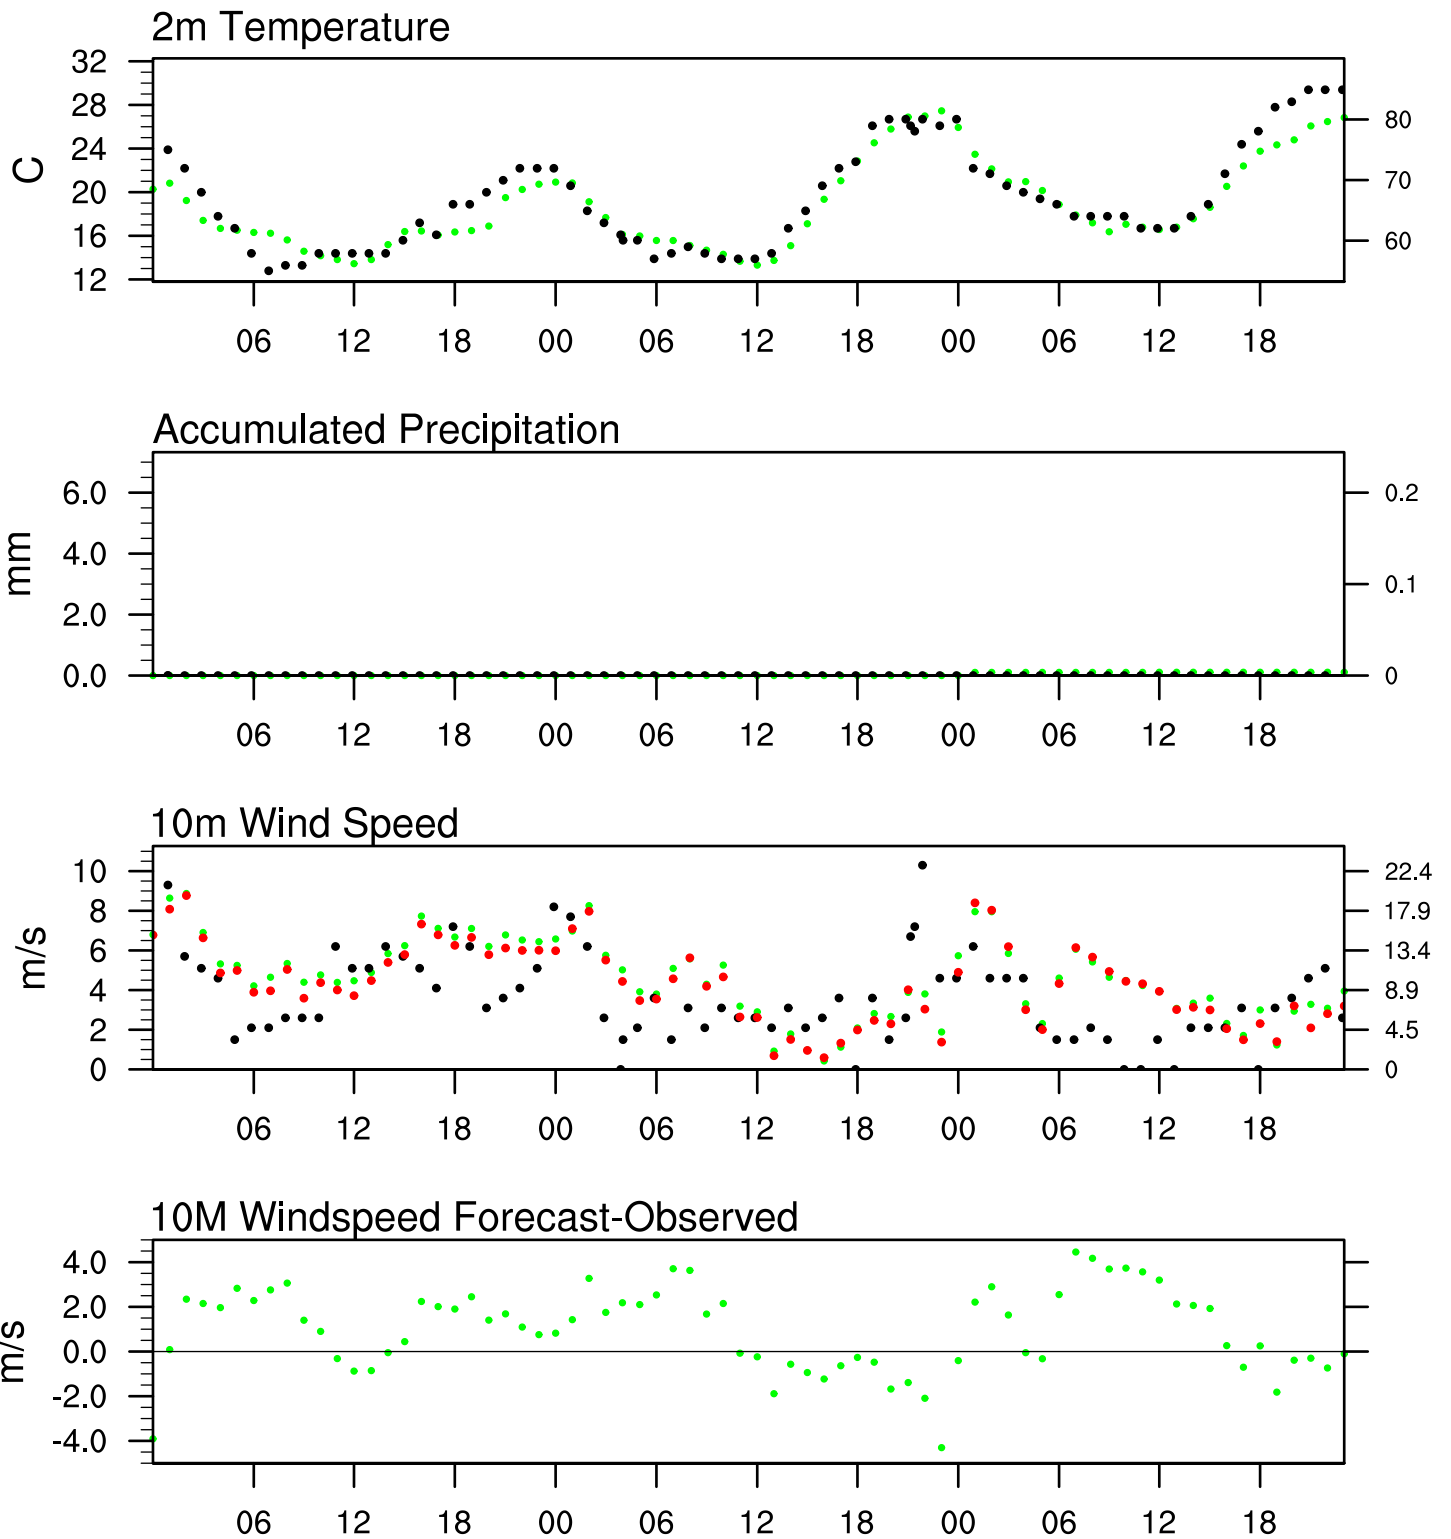 2m Temperature
32
28
24
20
16
12
C
80
70
60
06 12 18 00 06 12 18 00 06 12 18
Accumulated Precipitation
6.0
4.0
2.0
0.0
mm
0.2
0.1
0
06 12 18 00 06 12 18 00 06 12 18
10m Wind Speed
10
8
6
4
2
0
m/s
22.4
17.9
13.4
8.9
4.5
0
06 12 18 00 06 12 18 00 06 12 18
10M Windspeed Forecast-Observed
4.0
2.0
0.0
-2.0
-4.0
m/s
06 12 18 00 06 12 18 00 06 12 18